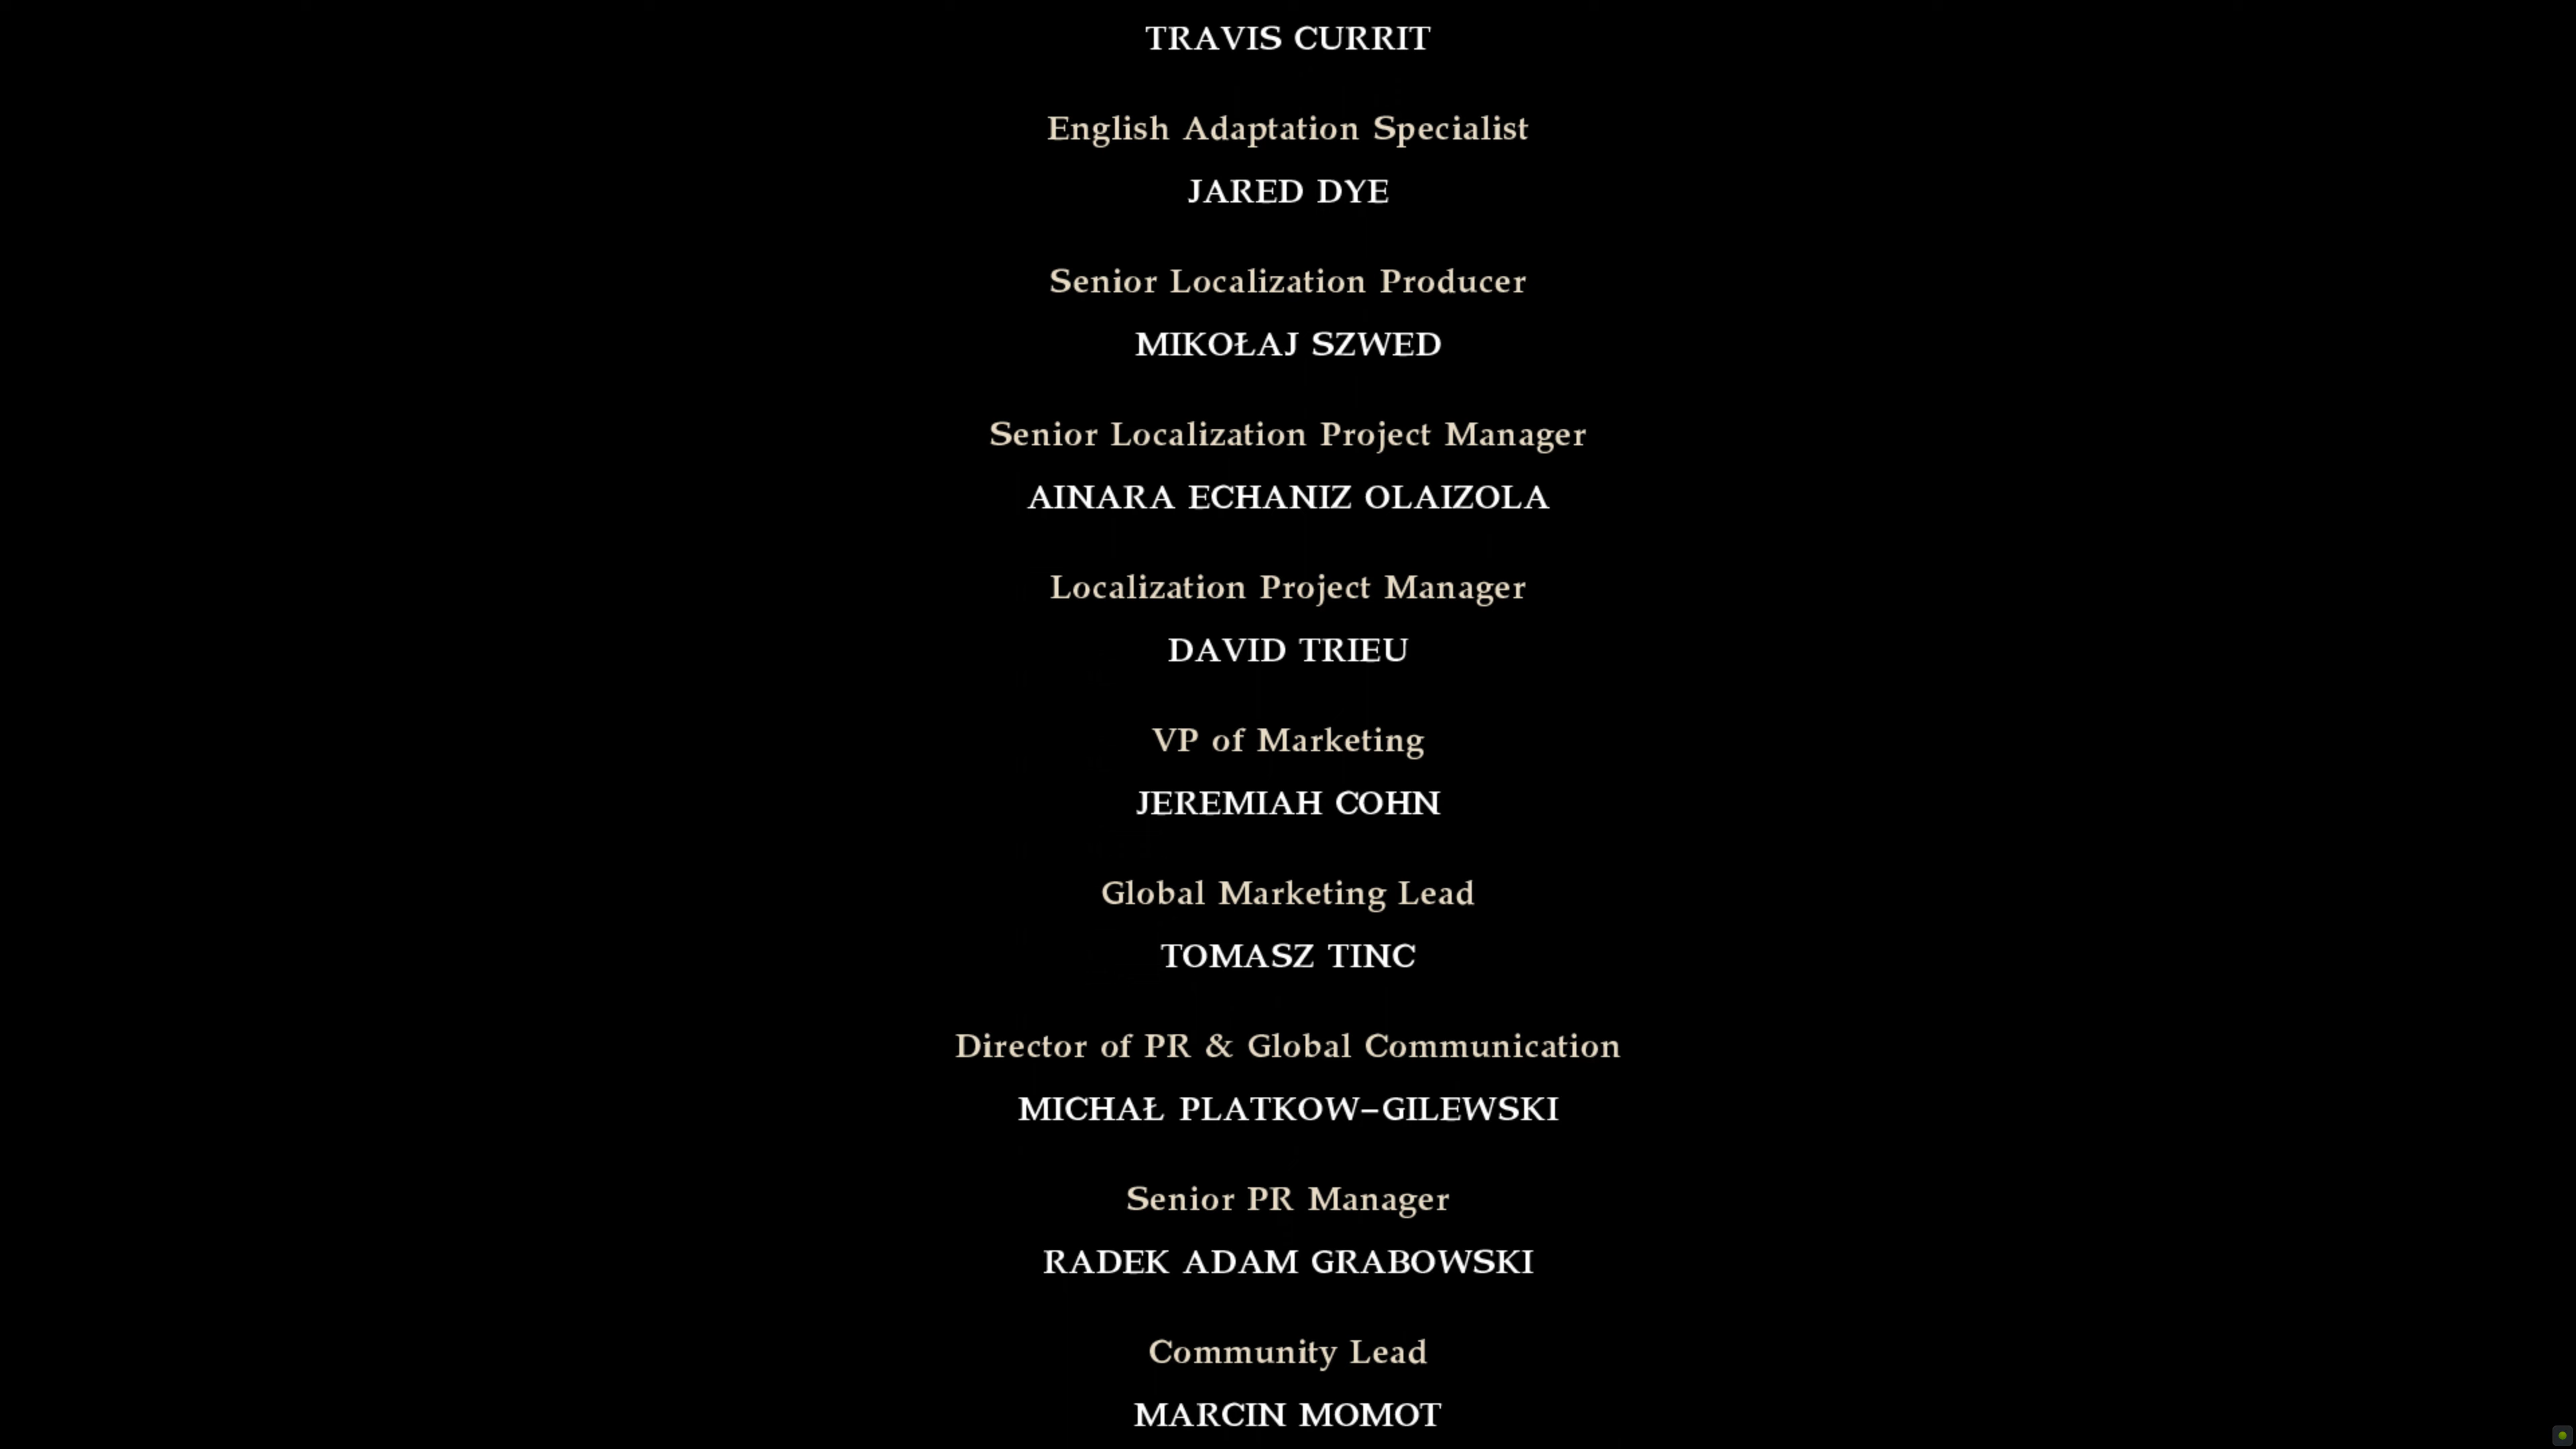 TRAVIS CURRIT
English Adaptation Specialist
JARED DYE
Senior Localization Producer
MIKOŁAJ SZWED
Senior Localization Project Manager
AINARA ECHANIZ OLAIZOLA
Localization Project Manager
DAVID TRIEU
VP of Marketing
JEREMIAH COHN
Global Marketing Lead
TOMASZ TINC
Director of PR & Global Communication
MICHAŁ PLATKOW–GILEWSKI
Senior PR Manager
RADEK ADAM GRABOWSKI
Community Lead
MARCIN MOMOT